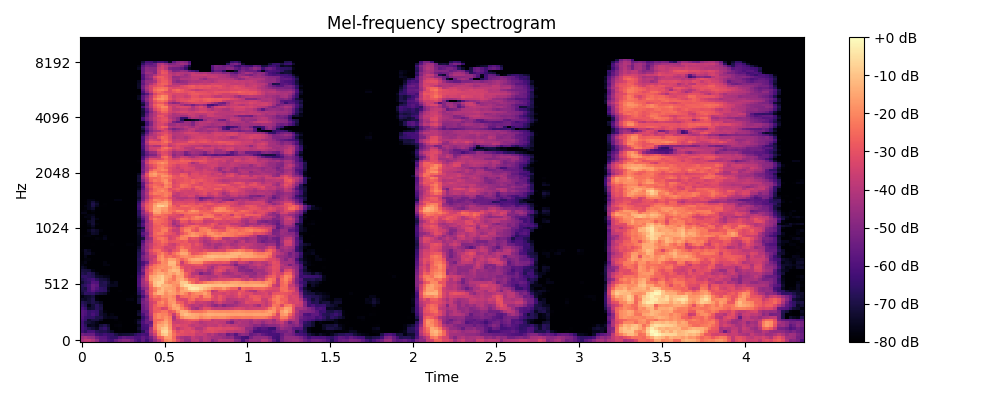 Mel-frequency spectrogram
8192
4096
2048
1024
512
0
Hz
0
0.5
1
1.5
2
2.5
3
3.5
4
Time
+0 dB
-10 dB
-20 dB
-30 dB
-40 dB
-50 dB
-60 dB
-70 dB
-80 dB